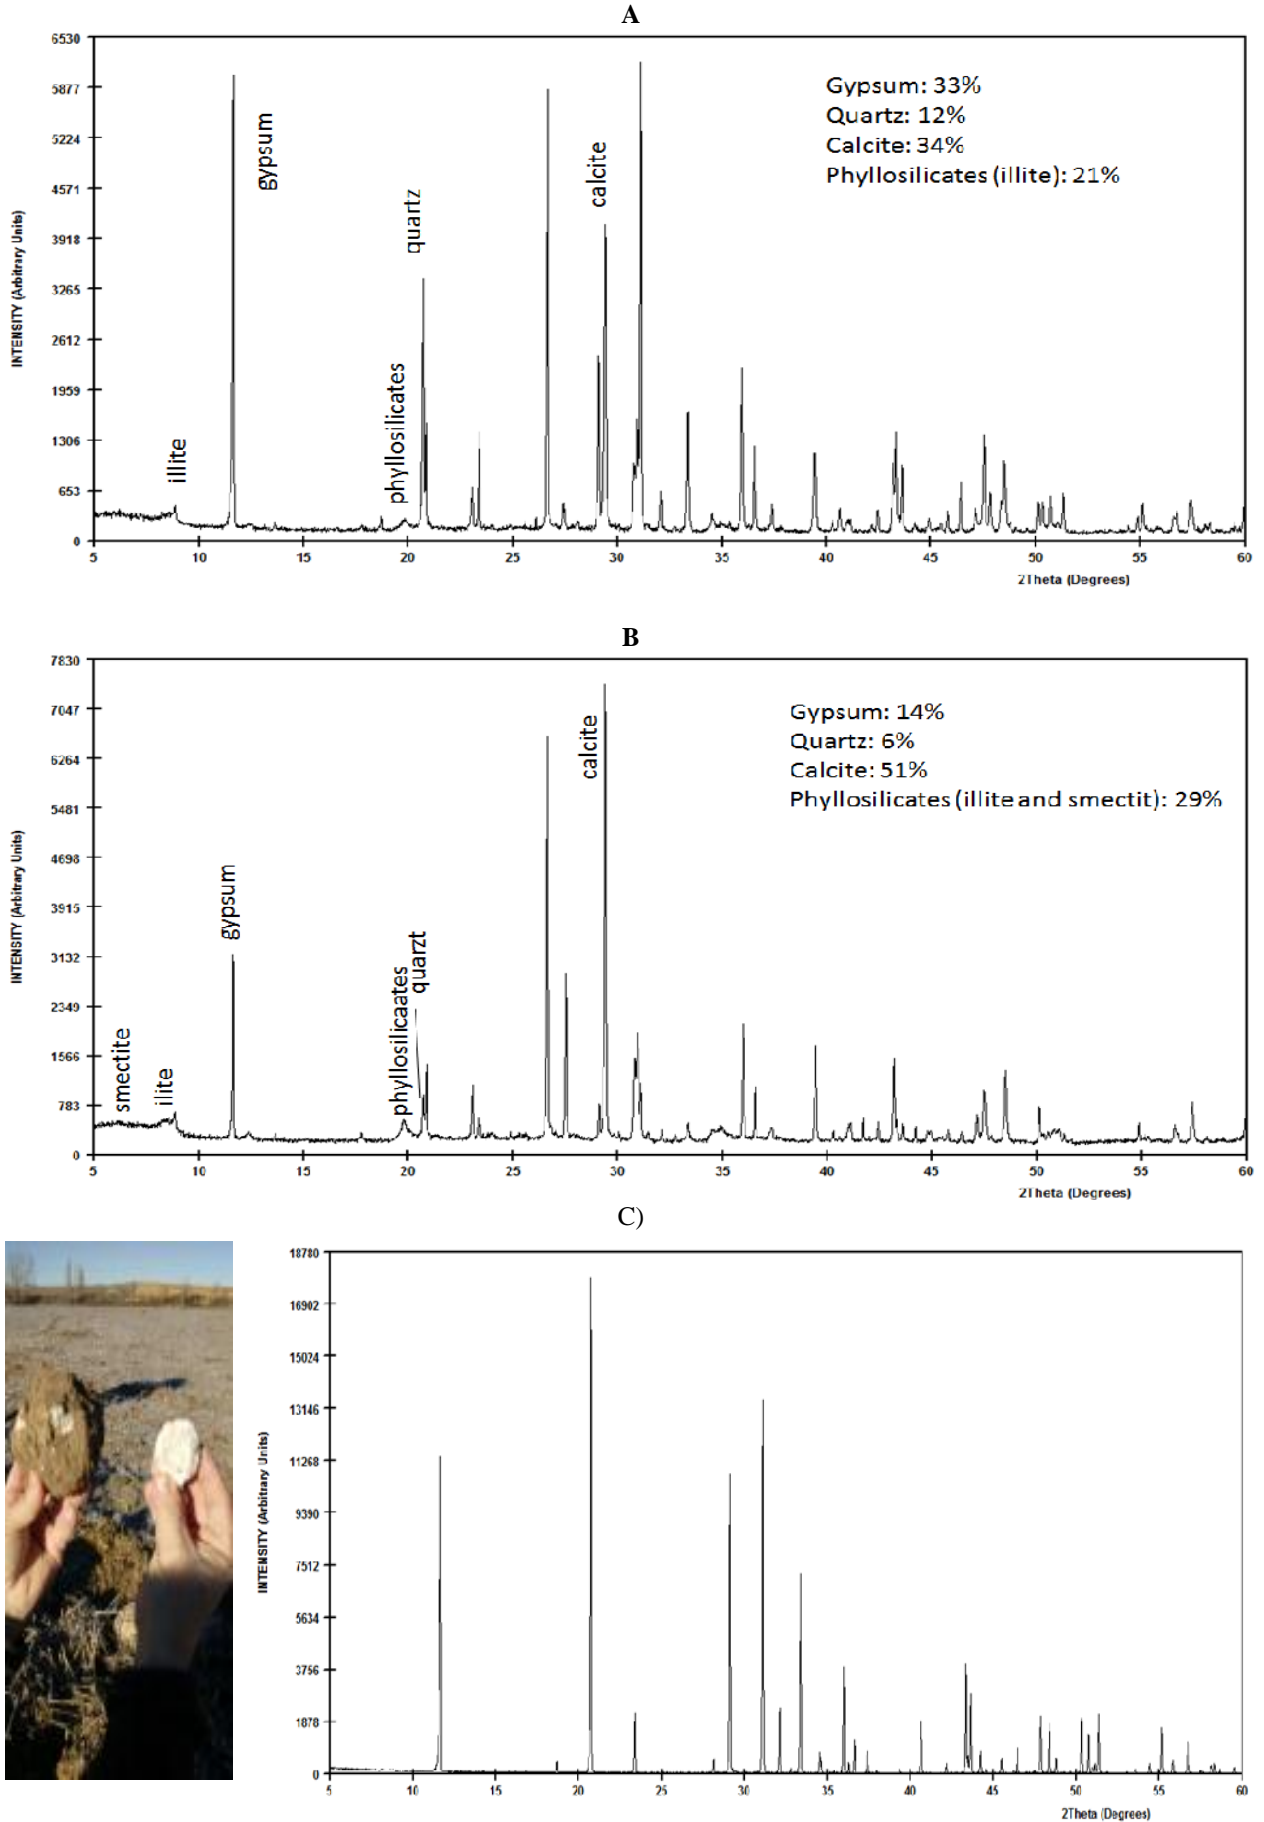 A
6530
5877
5224
4571
3918
3265
2612
1959
1306
653
0
INTENSITY (Arbitrary Units)
illite
gypsum
phyllosilicates
quartz
calcite
Gypsum: 33%
Quartz: 12%
Calcite: 34%
Phyllosilicates (illite): 21%
5 10 15 20 25 30 35 40 45 50 55 60
2Theta (Degrees)
B
7830
7047
6264
5481
4698
3915
3132
2349
1566
783
0
INTENSITY (Arbitrary Units)
smectite
ilite
gypsum
phyllosilicaates
quarzt
calcite
Gypsum: 14%
Quartz: 6%
Calcite: 51%
Phyllosilicates (illite and smectit): 29%
5 10 15 20 25 30 35 40 45 50 55 60
2Theta (Degrees)
C)
18780
16902
15024
13146
11268
9390
7512
5634
3756
1878
0
INTENSITY (Arbitrary Units)
5 10 15 20 25 30 35 40 45 50 55 60
2Theta (Degrees)